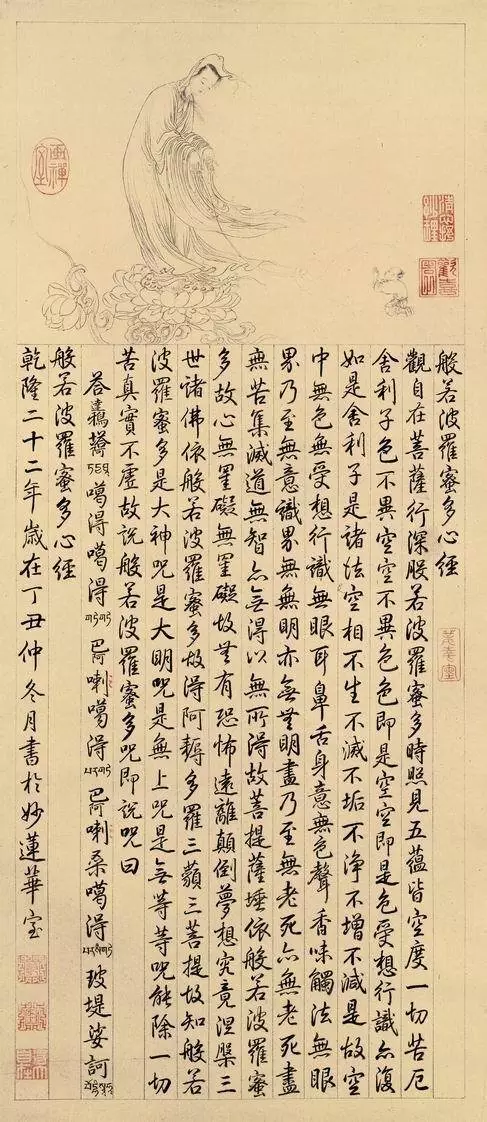 般若波羅蜜多心經
觀自在菩薩行深般若波羅蜜多時照見五蘊皆空度一切苦厄
舍利子色不異空空不異色色即是空空即是色受想行識亦復
如是舍利子是諸法空相不生不滅不垢不淨不增不減是故空
中無色無受想行識無眼耳鼻舌身意無色聲香味觸法無眼
界乃至無意識界無無明亦無無明盡乃至無老死亦無老死盡
無苦集滅道無智亦無得以無所得故菩提薩埵依般若波羅蜜
多故心無罣礙無罣礙故無有恐怖遠離顛倒夢想究竟涅槃三
世諸佛依般若波羅蜜多故得阿耨多羅三藐三菩提故知般若
波羅蜜多是大神咒是大明咒是無上咒是無等等咒能除一切
苦真實不虛故說般若波羅蜜多咒即說咒曰
噶得噶得 巴阿喇噶得 巴阿喇桑噶得 玻提娑訶
般若波羅蜜多心經
乾隆二十二年歲在丁丑仲冬月書於妙蓮華室
畫禪室